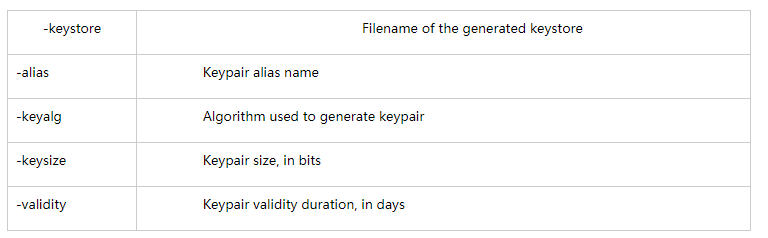 -keystore Filename of the generated keystore
-alias Keypair alias name
-keyalg Algorithm used to generate keypair
-keysize Keypair size, in bits
-validity Keypair validity duration, in days